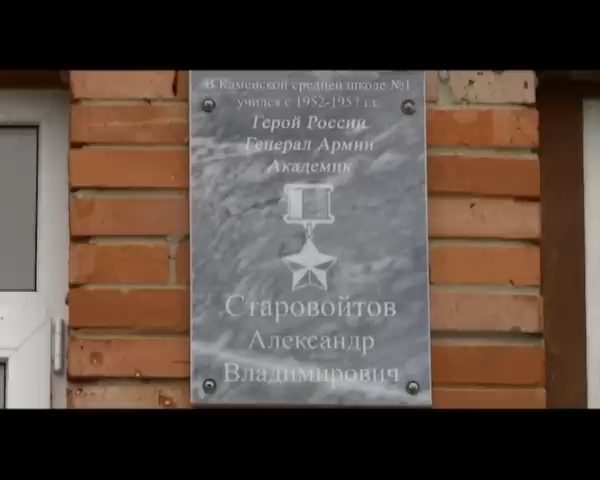 В Каменской средней школе №1
учился с 1952-1957 г.г.
Герой России
Генерал Армии
Академик
Старовойтов
Александр
Владимирович